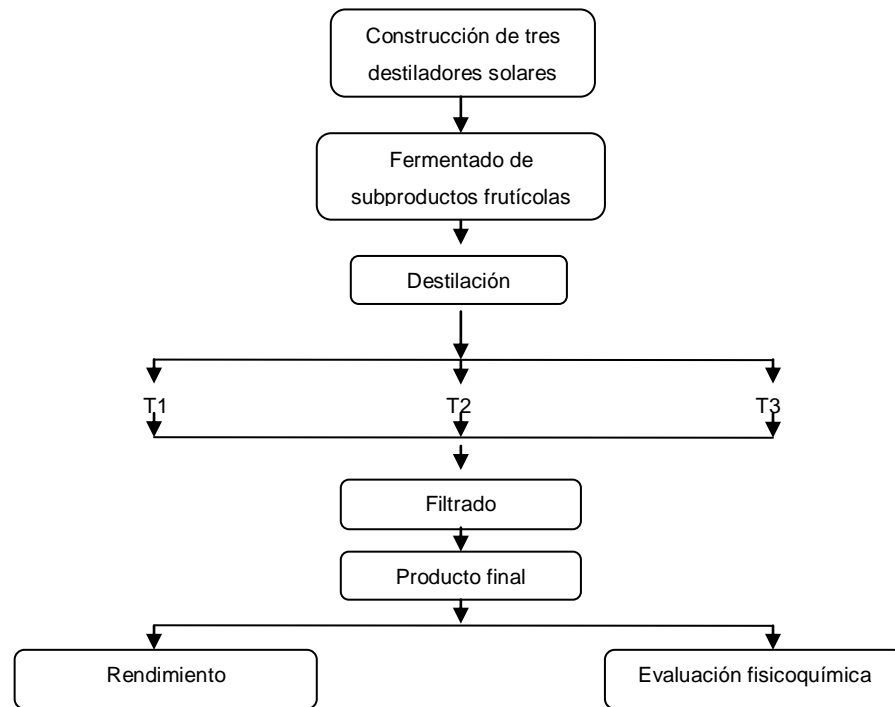 Construcción de tres
destiladores solares
Fermentado de
subproductos frutícolas
Destilación
T1
T2
T3
Filtrado
Producto final
Rendimiento
Evaluación fisicoquímica